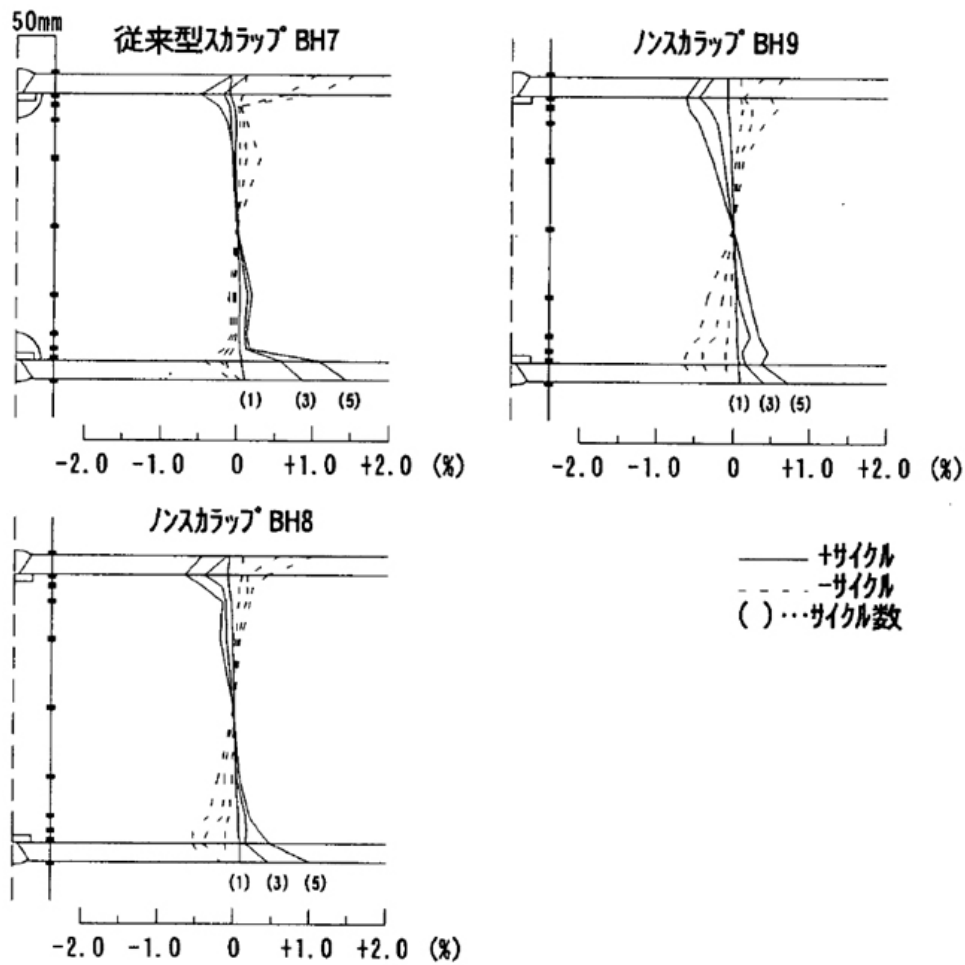 50mm
従来型スカラップ BH7
(1) (3) (5)
-2.0 -1.0 0 +1.0 +2.0 (%)
ノンスカラップ BH9
(1) (3) (5)
-2.0 -1.0 0 +1.0 +2.0 (%)
ノンスカラップ BH8
(1) (3) (5)
-2.0 -1.0 0 +1.0 +2.0 (%)
+サイクル
-サイクル
( )…サイクル数